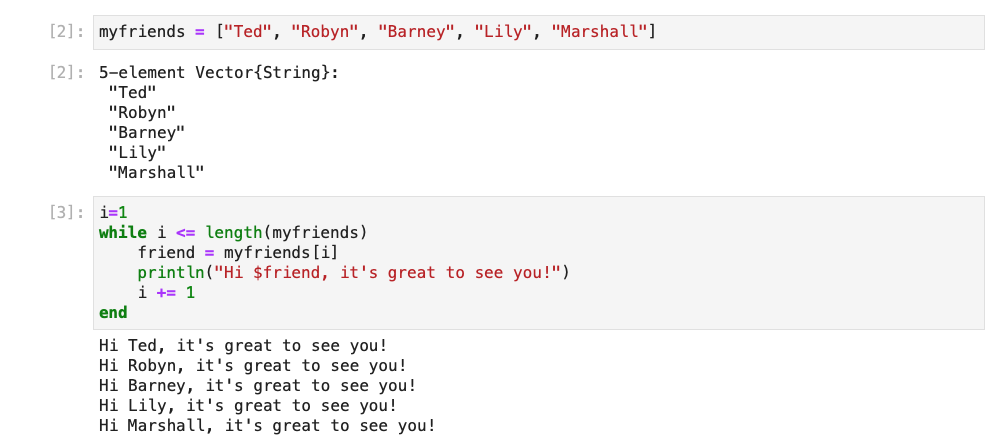 [2]: myfriends = ["Ted", "Robyn", "Barney", "Lily", "Marshall"]
[2]: 5-element Vector{String}:
 "Ted"
 "Robyn"
 "Barney"
 "Lily"
 "Marshall"
[3]: i=1
while i <= length(myfriends)
    friend = myfriends[i]
    println("Hi $friend, it's great to see you!")
    i += 1
end
Hi Ted, it's great to see you!
Hi Robyn, it's great to see you!
Hi Barney, it's great to see you!
Hi Lily, it's great to see you!
Hi Marshall, it's great to see you!